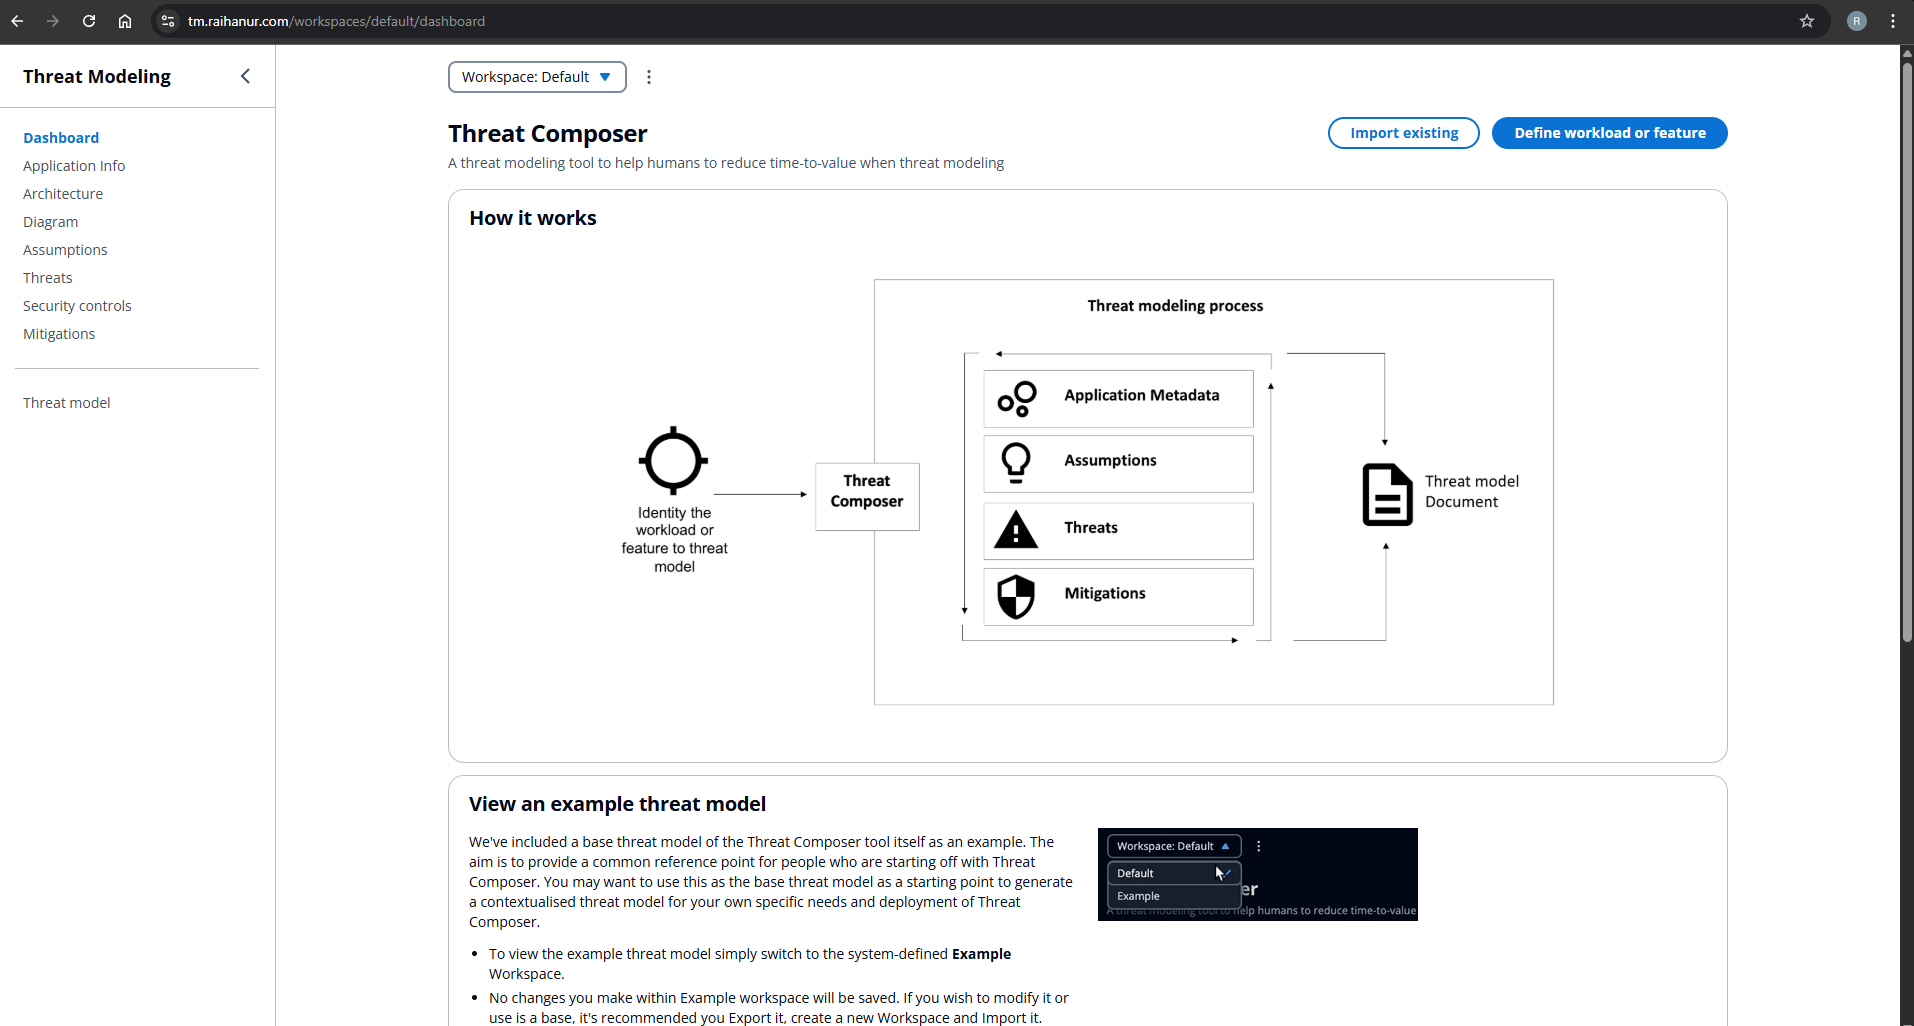 tm.raihanur.com/workspaces/default/dashboard
R
Threat Modeling
Dashboard
Application Info
Architecture
Diagram
Assumptions
Threats
Security controls
Mitigations
Threat model
Workspace: Default
Threat Composer
A threat modeling tool to help humans to reduce time-to-value when threat modeling
Import existing
Define workload or feature
How it works
Threat modeling process
Identity the
workload or
feature to threat
model
Threat
Composer
Application Metadata
Assumptions
Threats
Mitigations
Threat model
Document
View an example threat model
We've included a base threat model of the Threat Composer tool itself as an example. The
aim is to provide a common reference point for people who are starting off with Threat
Composer. You may want to use this as the base threat model as a starting point to generate
a contextualised threat model for your own specific needs and deployment of Threat
Composer.
• To view the example threat model simply switch to the system-defined Example
Workspace.
• No changes you make within Example workspace will be saved. If you wish to modify it or
use is a base, it's recommended you Export it, create a new Workspace and Import it.
Workspace: Default
Default
Example
er
A threat modeling tool to help humans to reduce time-to-value